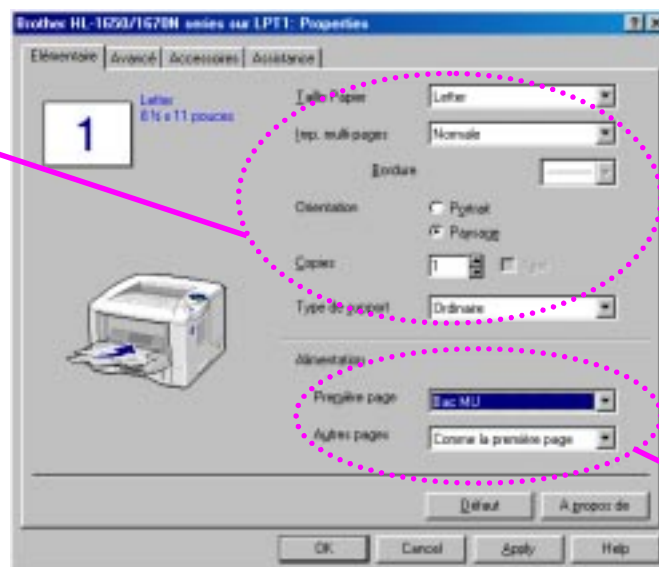 Brother HL-1650/1670N series sur LPT1: Properties
Elémentaire Avancé Accessoires Assistance
1
Letter
8 ½ x 11 pouces
Taille Papier Letter
Imp. multi-pages Normale
Bordure
Orientation Portrait
Paysage
Copies 1
Type de support Ordinaire
Alimentation
Première page Bac MU
Autres pages Comme la première page
Défaut A propos de
OK Cancel Apply Help